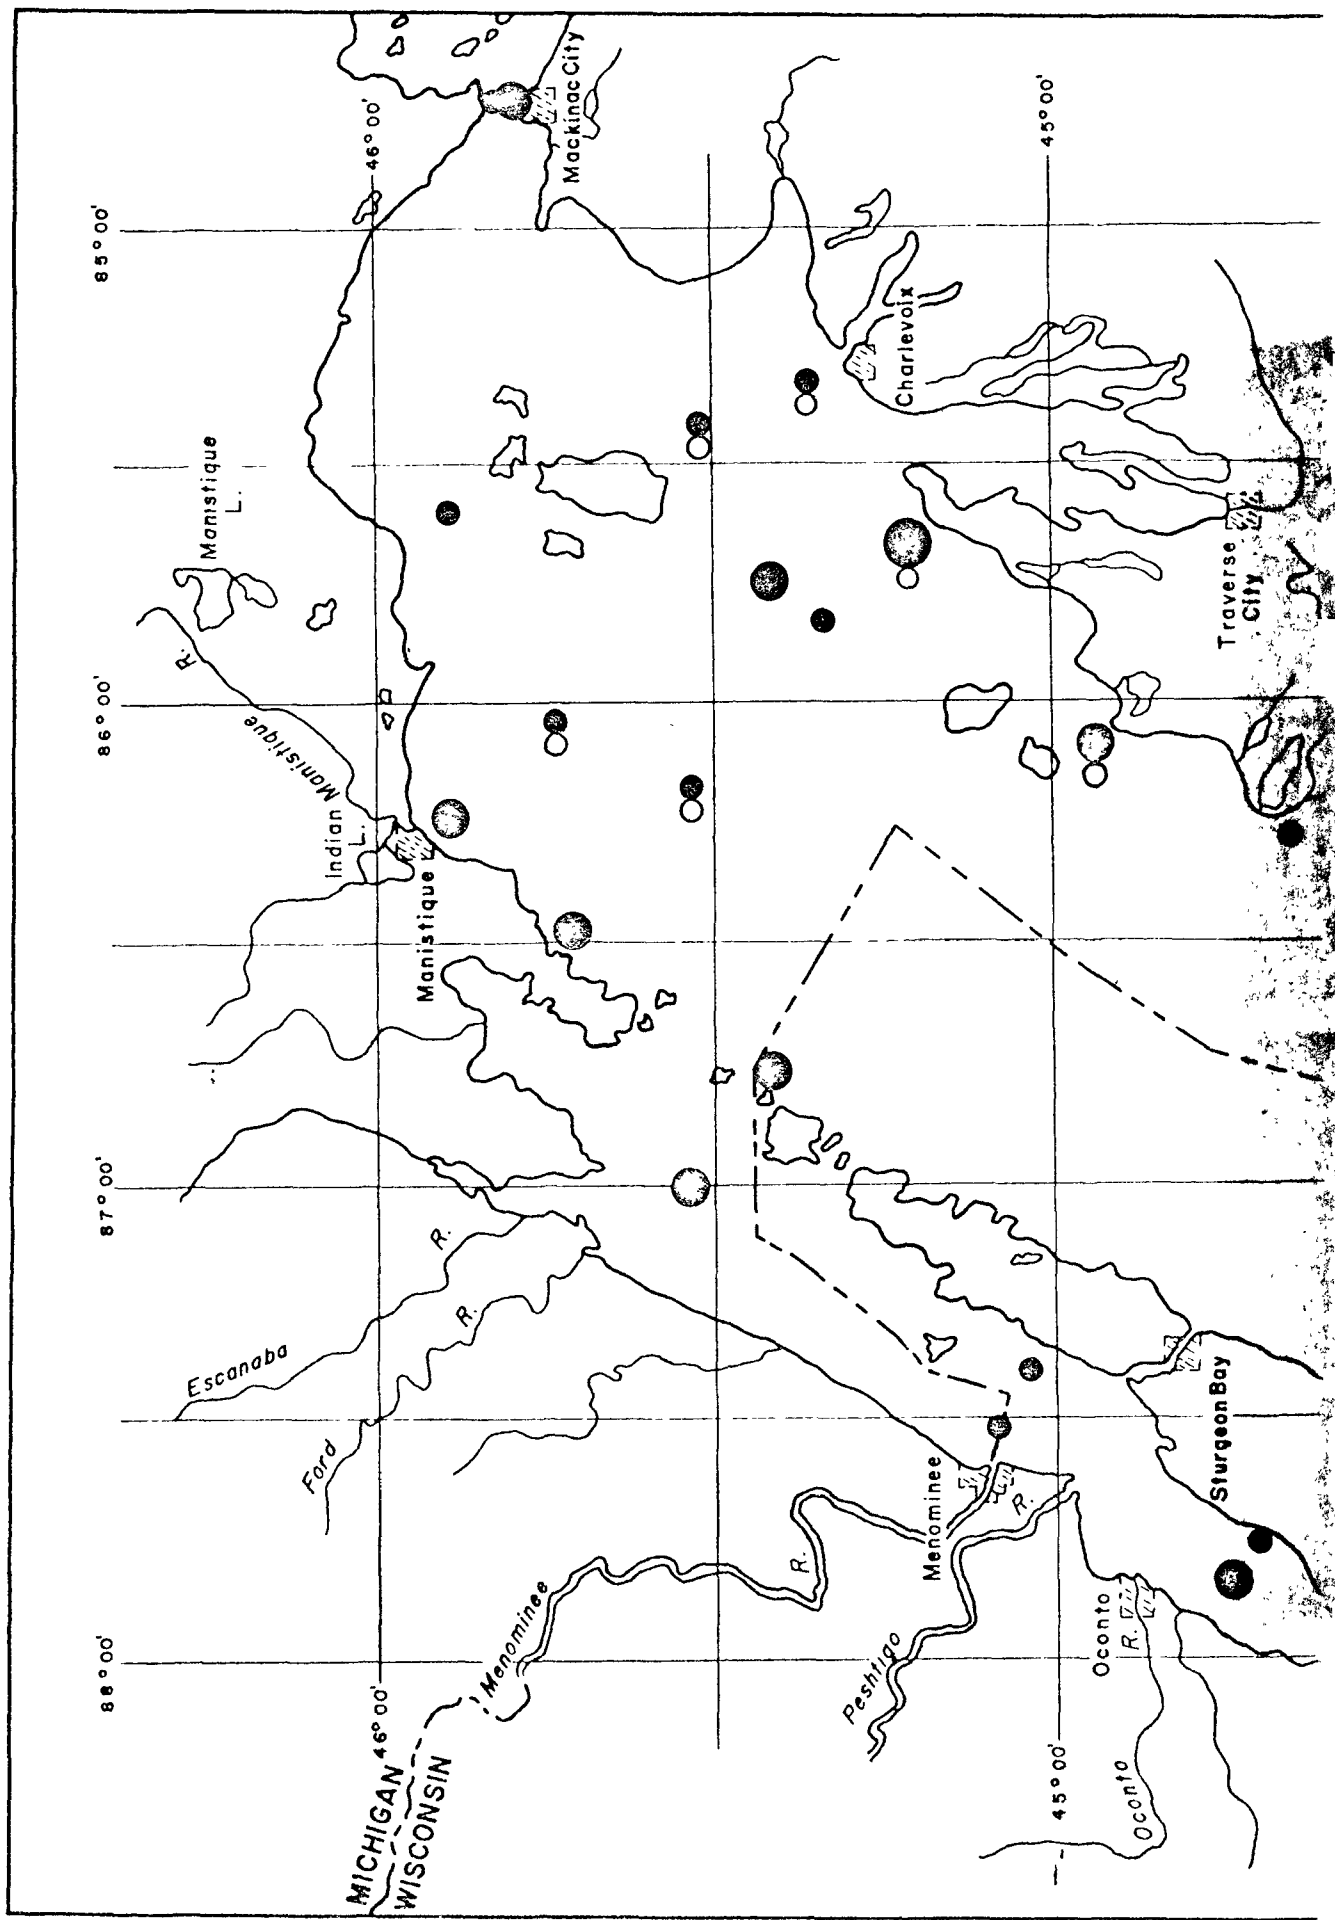 85° 00'
86° 00'
87° 00'
88° 00'
46° 00'
45° 00'
46° 00'
45° 00'
Mackinac City
Charlevoix
Traverse
City
Manistique
L.
Manistique
R.
Indian
L.
Manistique
Escanaba
R.
Ford
R.
Menominee
R.
Menominee
R.
Peshtigo
Oconto
R.
Oconto
Sturgeon Bay
MICHIGAN
WISCONSIN